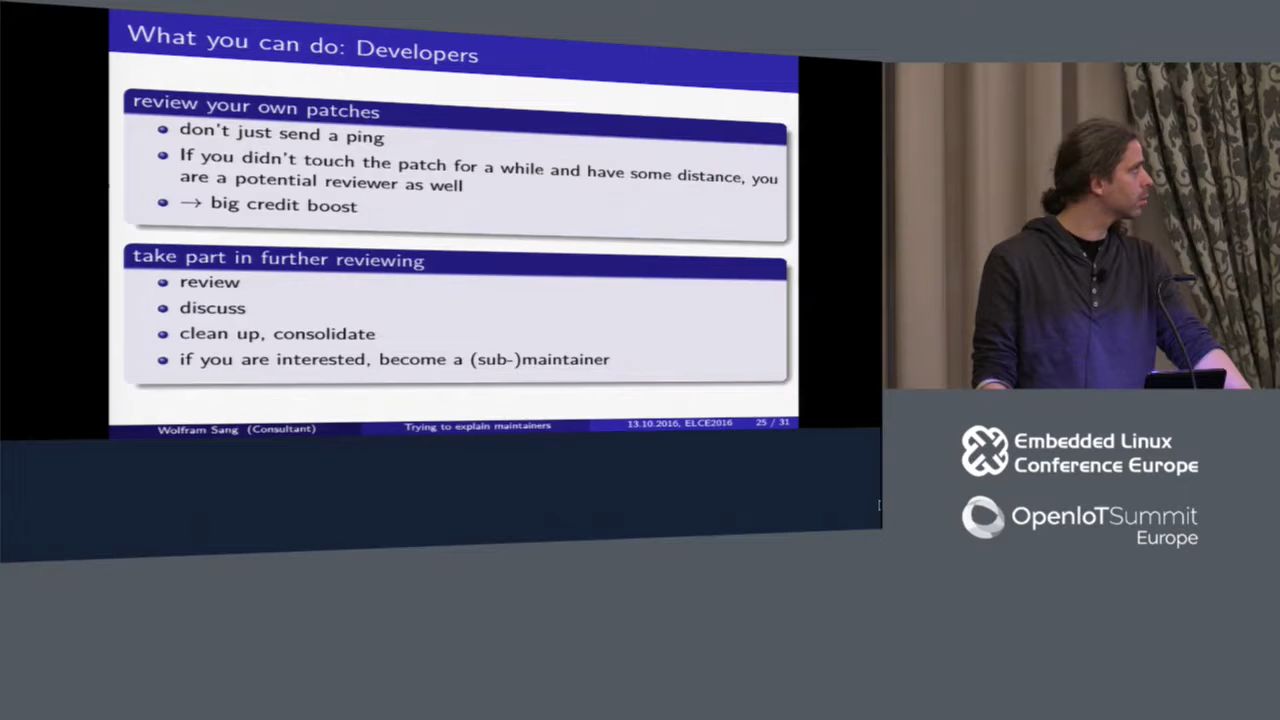 What you can do: Developers
review your own patches
don't just send a ping
If you didn't touch the patch for a while and have some distance, you
are a potential reviewer as well
→ big credit boost
take part in further reviewing
review
discuss
clean up, consolidate
if you are interested, become a (sub-)maintainer
Wolfram Sang (Consultant) Trying to explain maintainers 13.10.2016, ELCE2016 25 / 31
Embedded Linux
Conference Europe
OpenIoTSummit
Europe